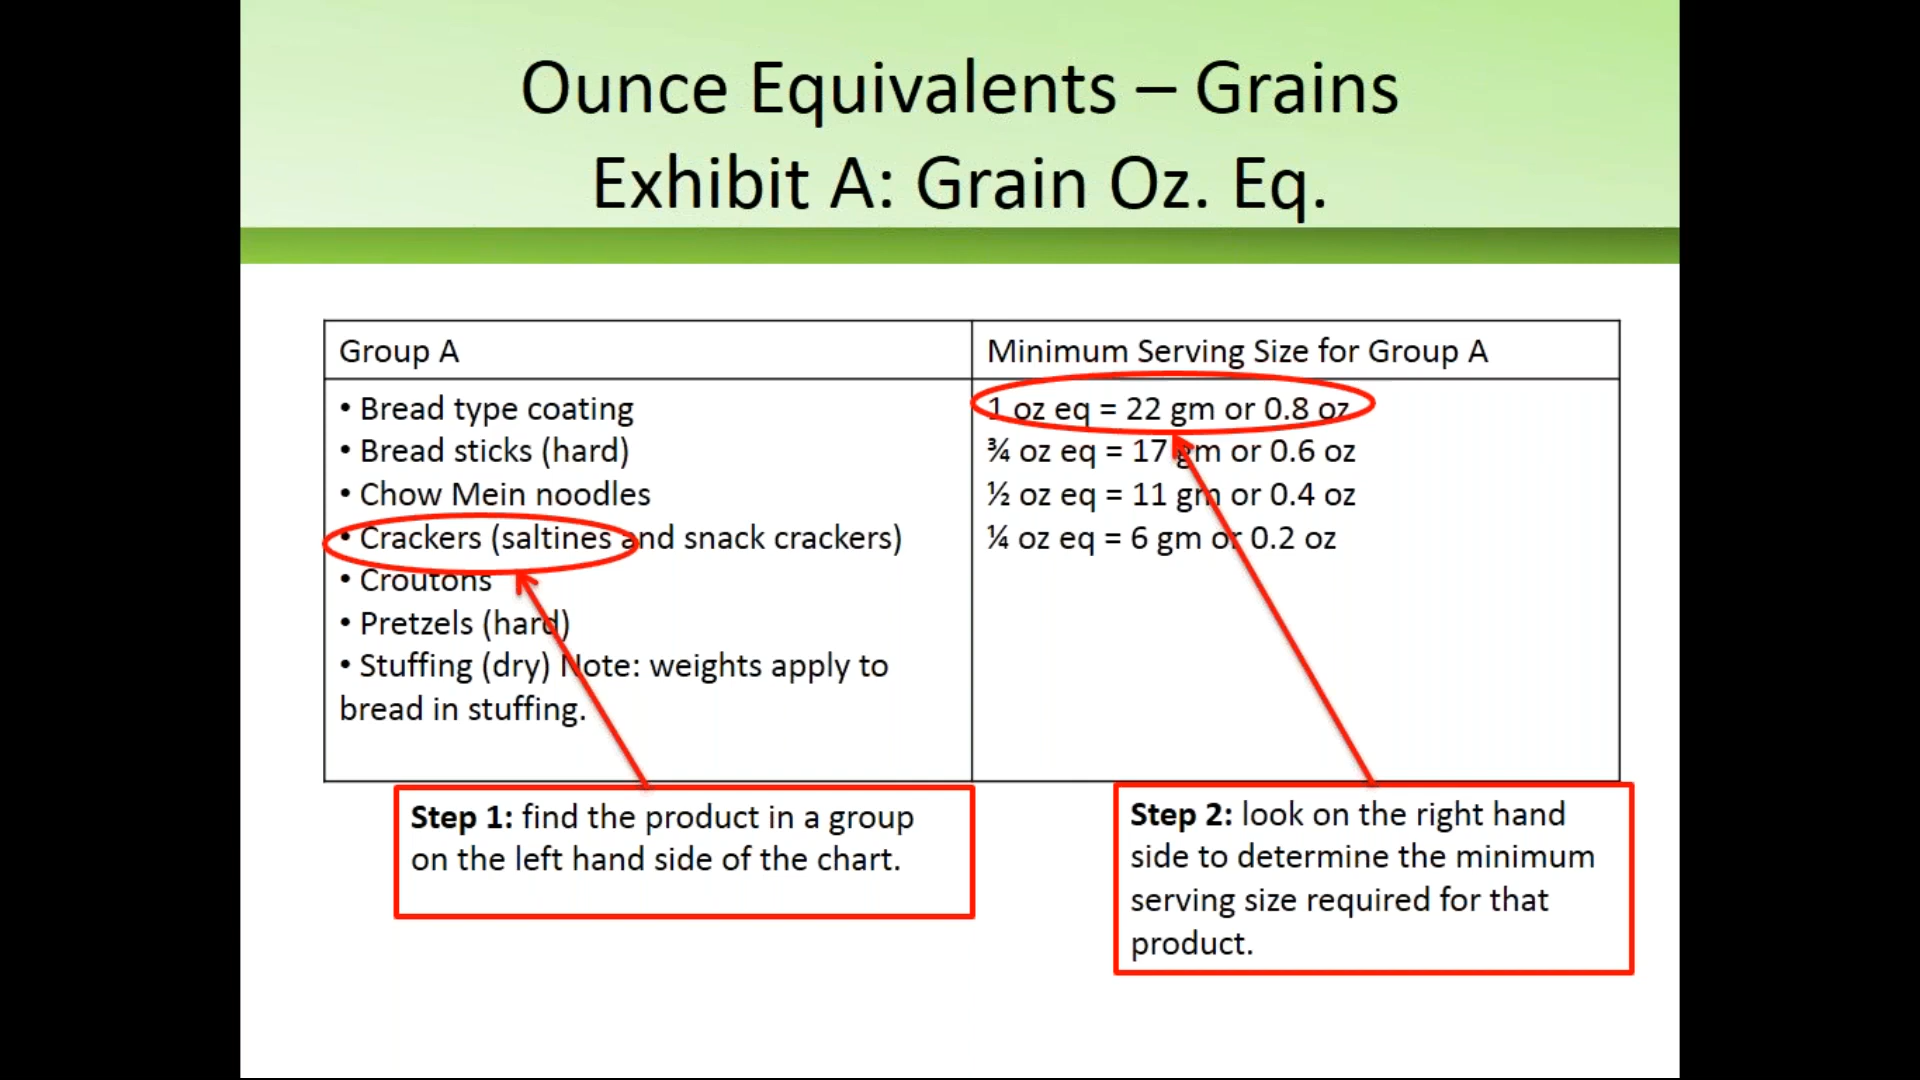 Ounce Equivalents – Grains
Exhibit A: Grain Oz. Eq.
Group A
• Bread type coating
• Bread sticks (hard)
• Chow Mein noodles
• Crackers (saltines and snack crackers)
• Croutons
• Pretzels (hard)
• Stuffing (dry) Note: weights apply to
bread in stuffing.
Minimum Serving Size for Group A
1 oz eq = 22 gm or 0.8 oz
¾ oz eq = 17 gm or 0.6 oz
½ oz eq = 11 gm or 0.4 oz
¼ oz eq = 6 gm or 0.2 oz
Step 1: find the product in a group
on the left hand side of the chart.
Step 2: look on the right hand
side to determine the minimum
serving size required for that
product.